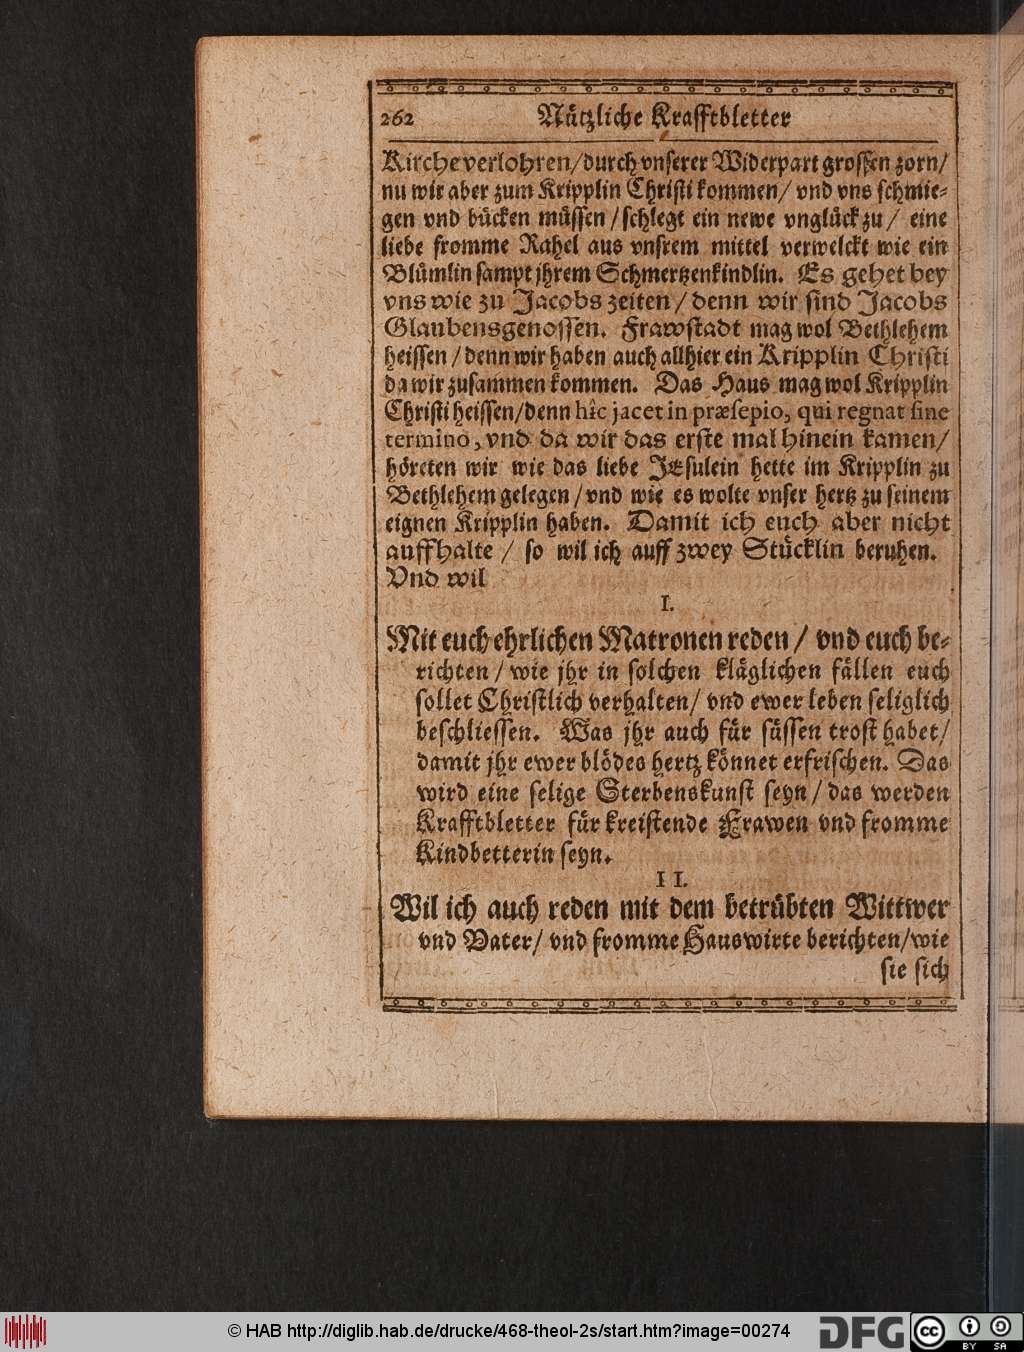 262 Nützliche Krafftbletter
Kirche verlohren/durch vnserer Widerpart grossen zorn/
nu wir aber zum Kripplin Christi kommen/ vnd vns schmie-
gen vnd bücken müssen/schlegt ein newe vnglück zu/ eine
liebe fromme Rahel aus vnsrem mittel verwelckt wie ein
Blümlin sampt jhrem Schmertzenkindlin. Es gehet bey
vns wie zu Jacobs zeiten/denn wir sind Jacobs
Glaubensgenossen. Frawstadt mag wol Bethlehem
heissen/denn wir haben auch allhier ein Kripplin Christi
da wir zusammen kommen. Das Haus mag wol Kripplin
Christi heissen/denn hîc jacet in præsepio, qui regnat sine
termino, vnd da wir das erste mal hinein kamen/
höreten wir wie das liebe JEsulein hette im Kripplin zu
Bethlehem gelegen/vnd wie es wolte vnser hertz zu seinem
eignen Kripplin haben. Damit ich euch aber nicht
auffhalte/ so wil ich auff zwey Stücklin beruhen.
Vnd wil
I.
Mit euch ehrlichen Matronen reden/ vnd euch be-
richten/wie jhr in solchen kläglichen fällen euch
sollet Christlich verhalten/ vnd ewer leben seliglich
beschliessen. Was jhr auch für süssen trost habet/
damit jhr ewer blödes hertz könnet erfrischen. Das
wird eine selige Sterbenskunst seyn/das werden
Krafftbletter für kreistende Frawen vnd fromme
Kindbetterin seyn.
II.
Wil ich auch reden mit dem betrübten Wittwer
vnd Vater/ vnd fromme Hauswirte berichten/wie
sie sich
© HAB http://diglib.hab.de/drucke/468-theol-2s/start.htm?image=00274
DFG
cc
BY SA